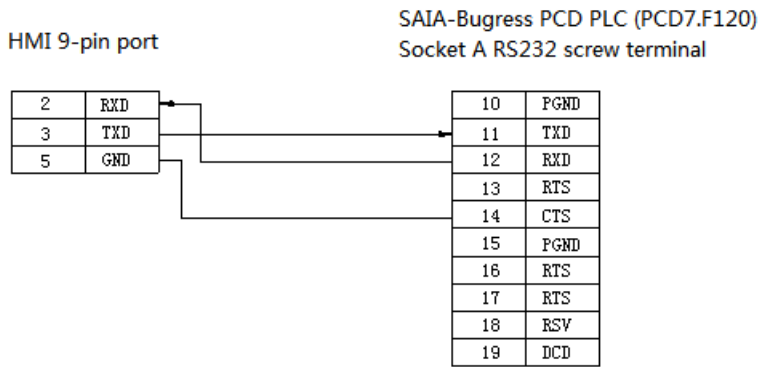 HMI 9-pin port
SAIA-Bugress PCD PLC (PCD7.F120)
Socket A RS232 screw terminal
2 RXD
3 TXD
5 GND
10 PGND
11 TXD
12 RXD
13 RTS
14 CTS
15 PGND
16 RTS
17 RTS
18 RSV
19 DCD